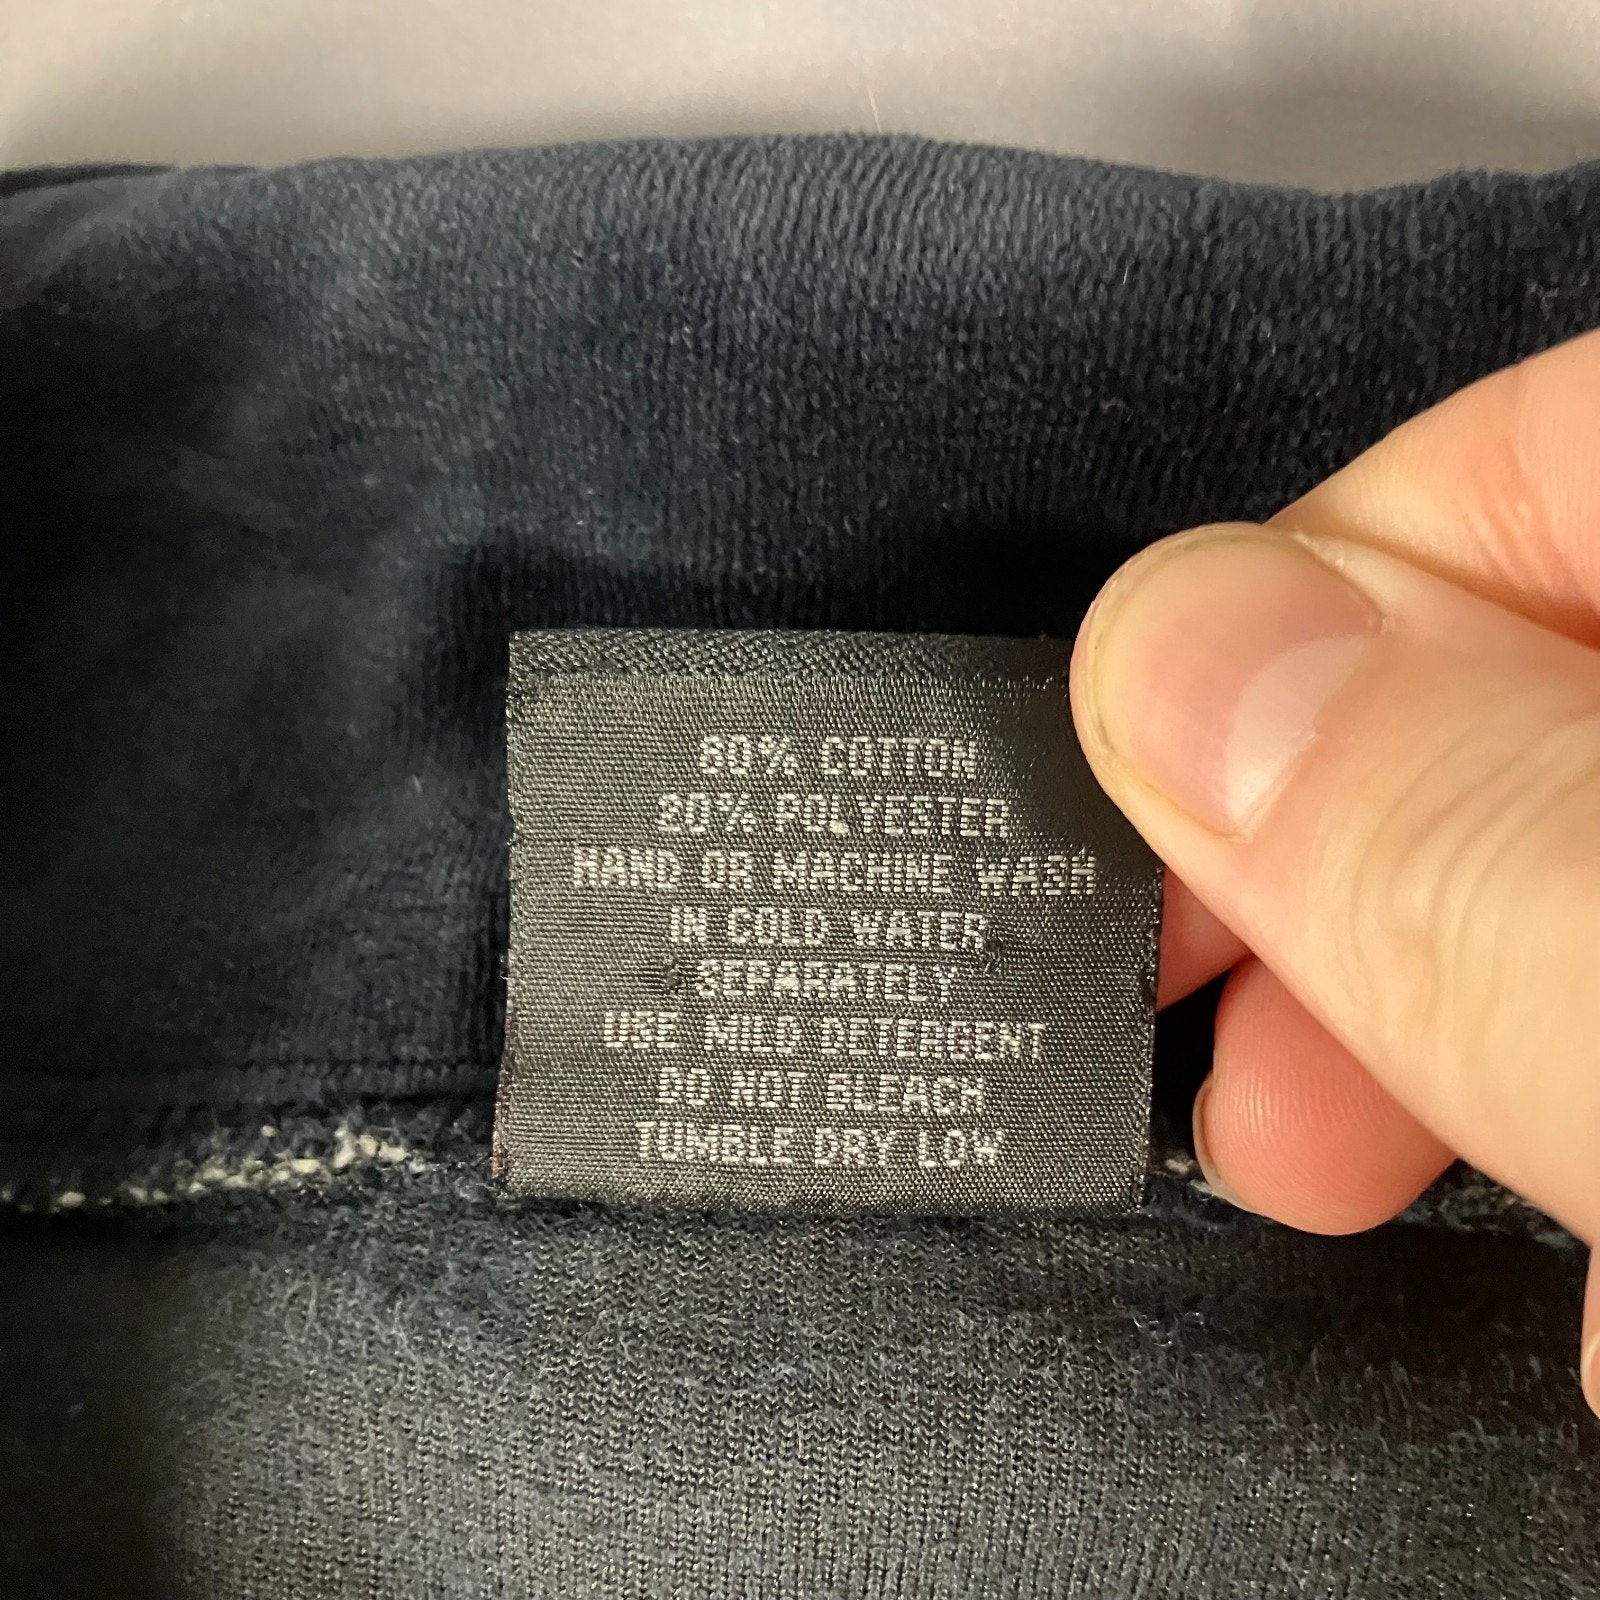 80% COTTON
20% POLYESTER
HAND OR MACHINE WASH
IN COLD WATER
SEPARATELY
USE MILD DETERGENT
DO NOT BLEACH
TUMBLE DRY LOW